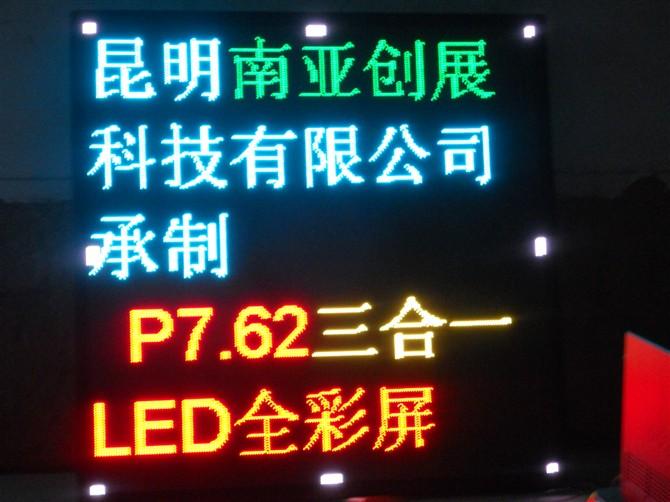 昆明南亚创展
科技有限公司
承制
P7.62三合一
LED全彩屏